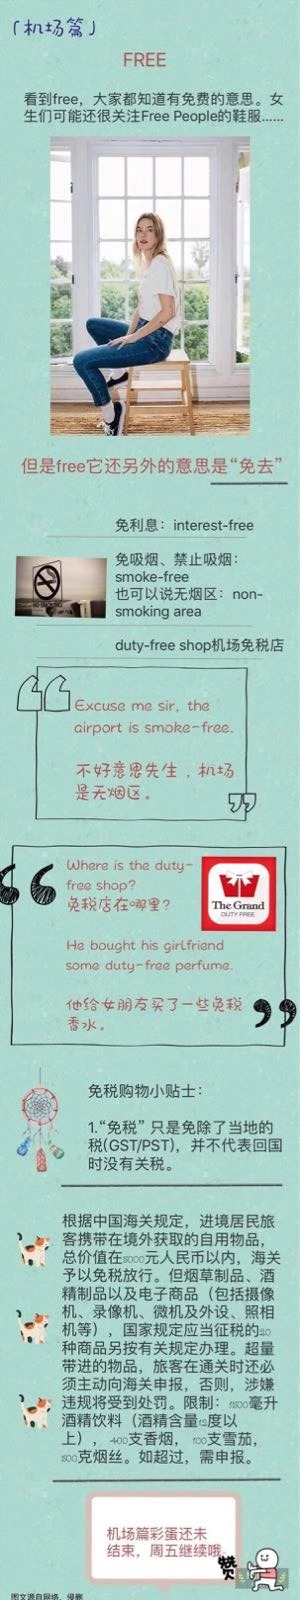 （机场篇）
FREE
看到free，大家都知道有免费的意思。女
生们可能还很关注Free People的鞋服……
但是free它还另外的意思是“免去”
免利息：interest-free
免吸烟、禁止吸烟：
smoke-free
也可以说无烟区：non-
smoking area
duty-free shop机场免税店
Excuse me sir, the
airport is smoke-free.
不好意思先生，机场
是无烟区。
Where is the duty-
free shop?
免税店在哪里?
The Grand
DUTY FREE
He bought his girlfriend
some duty-free perfume.
他给女朋友买了一些免税
香水。
免税购物小贴士：
1.“免税” 只是免除了当地的
税(GST/PST)，并不代表回国
时没有关税。
根据中国海关规定，进境居民旅
客携带在境外获取的自用物品，
总价值在5000元人民币以内，海关
予以免税放行。但烟草制品、酒
精制品以及电子商品（包括摄像
机、录像机、微机及外设、照相
机等），国家规定应当征税的20
种商品另按有关规定办理。超量
带进的物品，旅客在通关时还必
须主动向海关申报，否则，涉嫌
违规将受到处罚。限制：1500毫升
酒精饮料（酒精含量12度以
上），400支香烟，100支雪茄，
500克烟丝。如超过，需申报。
机场篇彩蛋还未
结束，周五继续哦
赞
图文源自网络，侵删